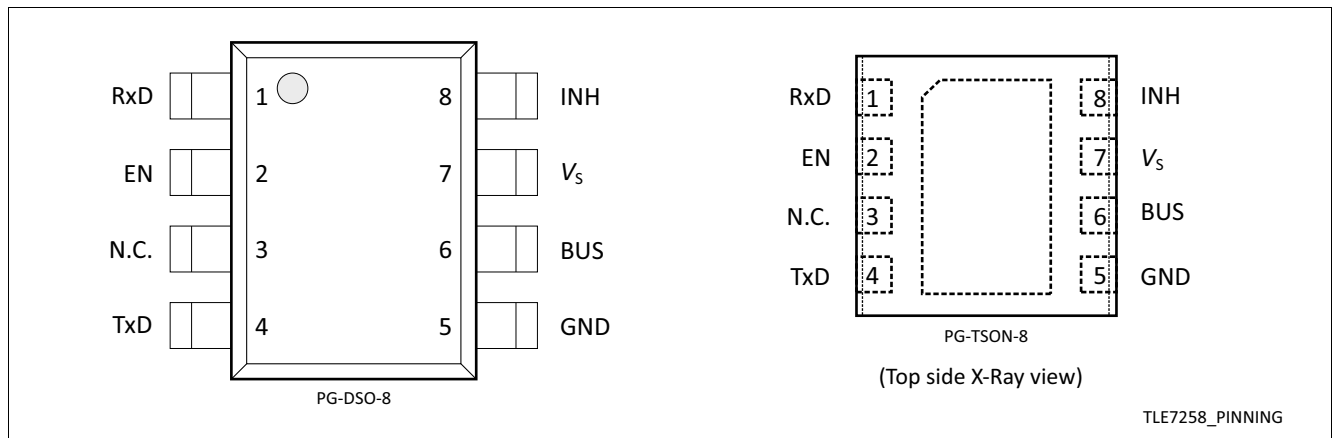 RxD 1 8 INH
EN 2 7 VS
N.C. 3 6 BUS
TxD 4 5 GND
PG-DSO-8
RxD 1 8 INH
EN 2 7 VS
N.C. 3 6 BUS
TxD 4 5 GND
PG-TSON-8
(Top side X-Ray view)
TLE7258_PINNING